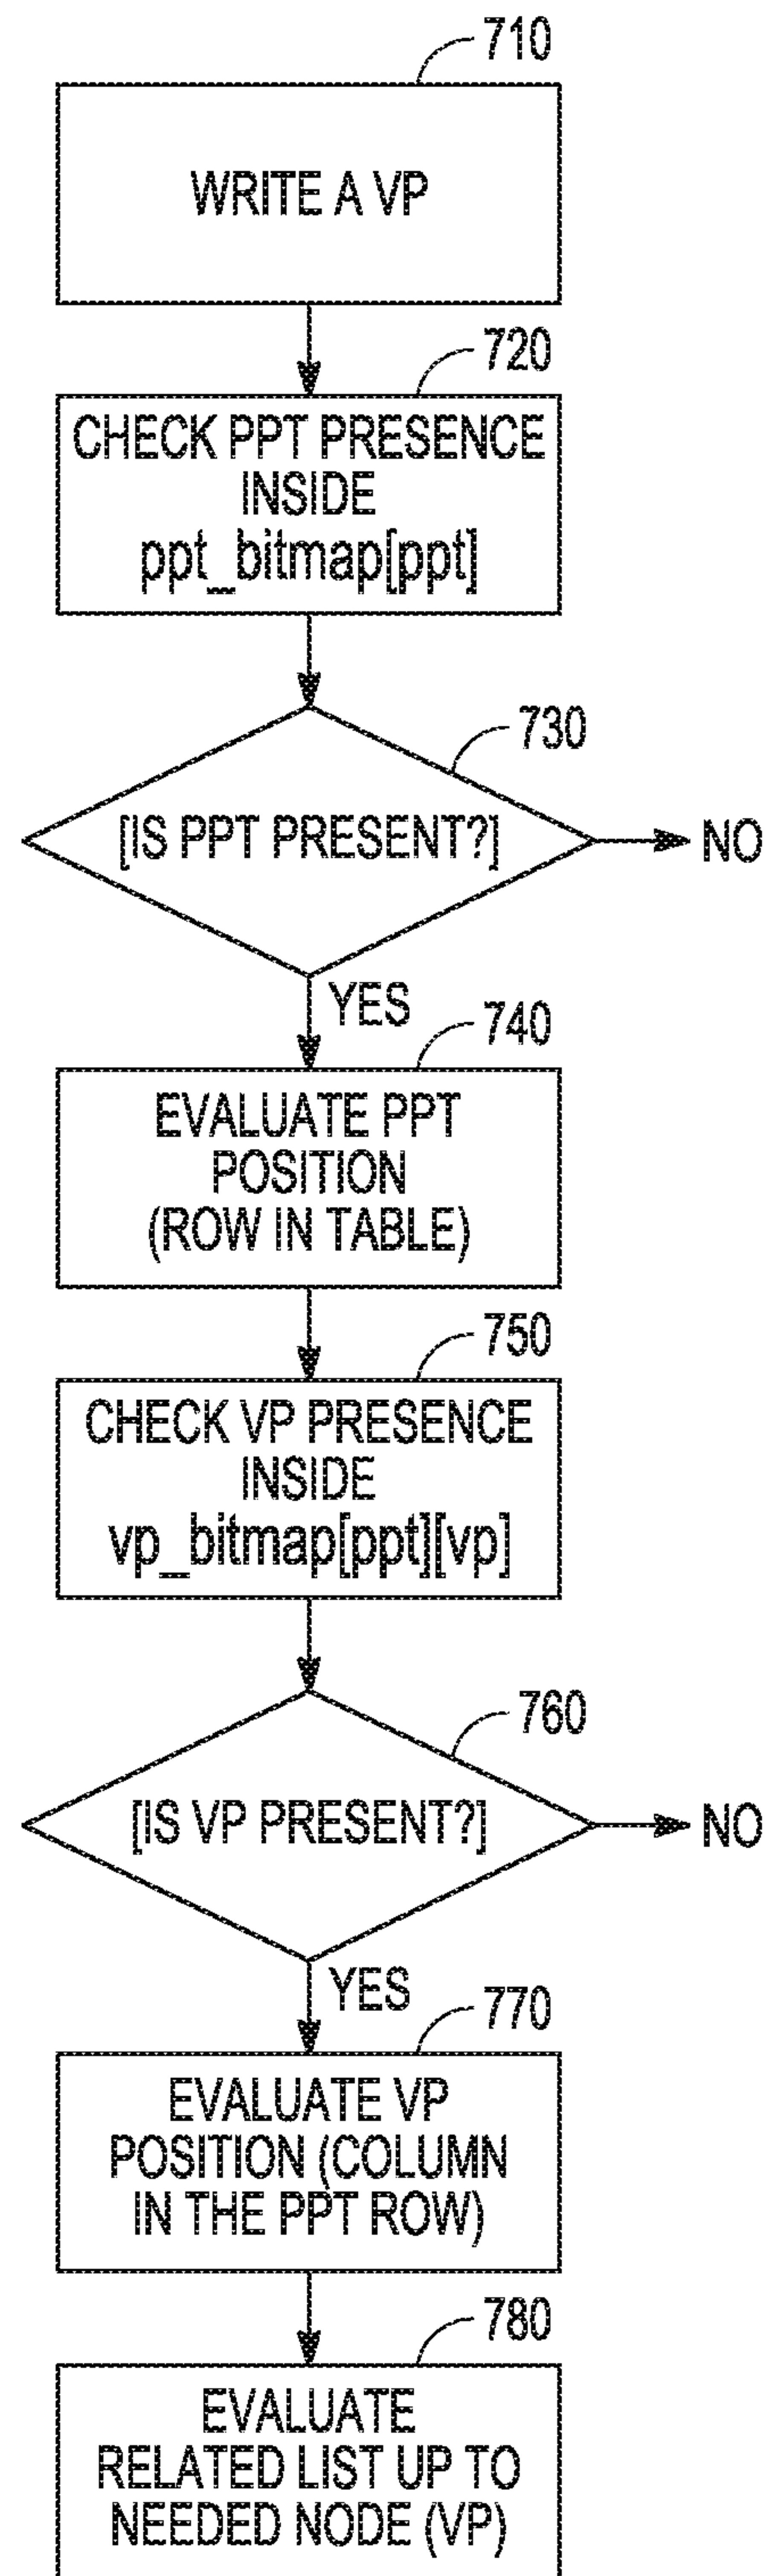 710
WRITE A VP
720
CHECK PPT PRESENCE
INSIDE
ppt_bitmap[ppt]
730
[IS PPT PRESENT?]
NO
YES
740
EVALUATE PPT
POSITION
(ROW IN TABLE)
750
CHECK VP PRESENCE
INSIDE
vp_bitmap[ppt][vp]
760
[IS VP PRESENT?]
NO
YES
770
EVALUATE VP
POSITION (COLUMN
IN THE PPT ROW)
780
EVALUATE
RELATED LIST UP TO
NEEDED NODE (VP)